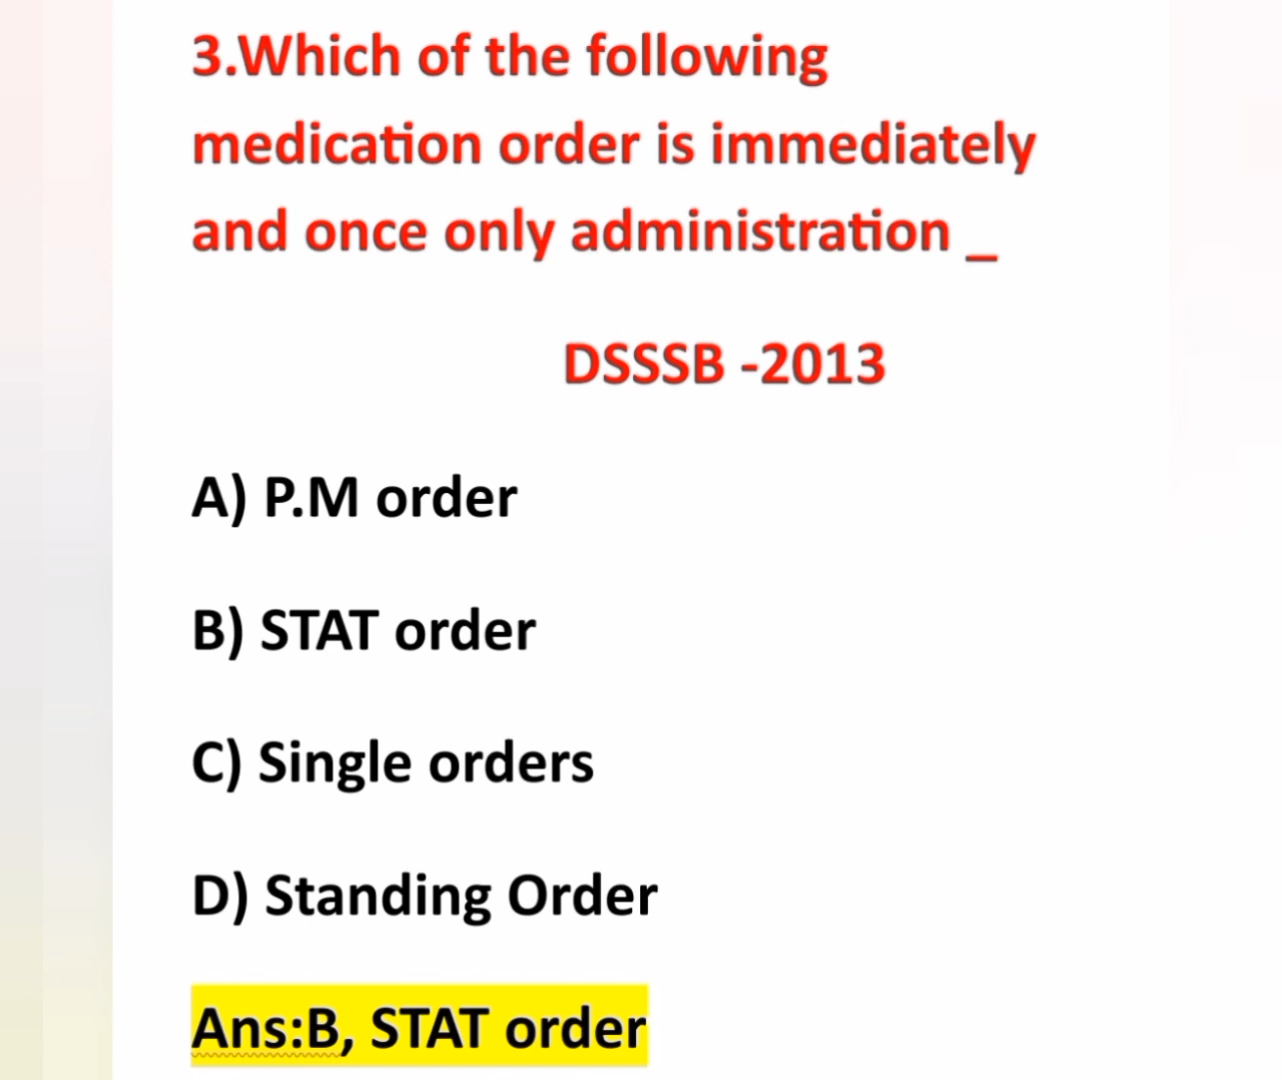 3.Which of the following
medication order is immediately
and once only administration _
DSSSB -2013
A) P.M order
B) STAT order
C) Single orders
D) Standing Order
Ans:B, STAT order